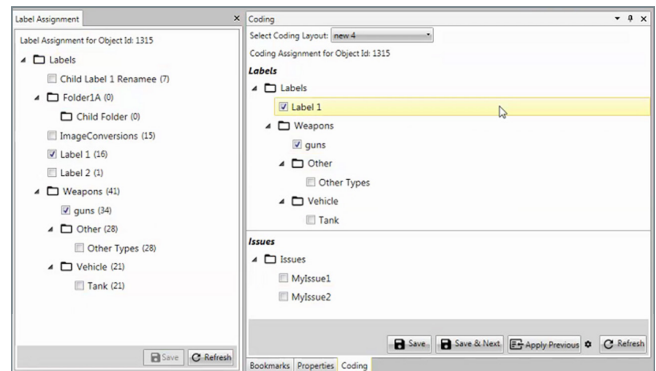 Label Assignment
Label Assignment for Object Id: 1315
Labels
Child Label 1 Renamee (7)
Folder1A (0)
Child Folder (0)
ImageConversions (15)
Label 1 (16)
Label 2 (1)
Weapons (41)
guns (34)
Other (28)
Other Types (28)
Vehicle (21)
Tank (21)
Save
Refresh
Coding
Select Coding Layout: new 4
Coding Assignment for Object Id: 1315
Labels
Labels
Label 1
Weapons
guns
Other
Other Types
Vehicle
Tank
Issues
Issues
MyIssue1
MyIssue2
Save Save & Next Apply Previous Refresh
Bookmarks Properties Coding